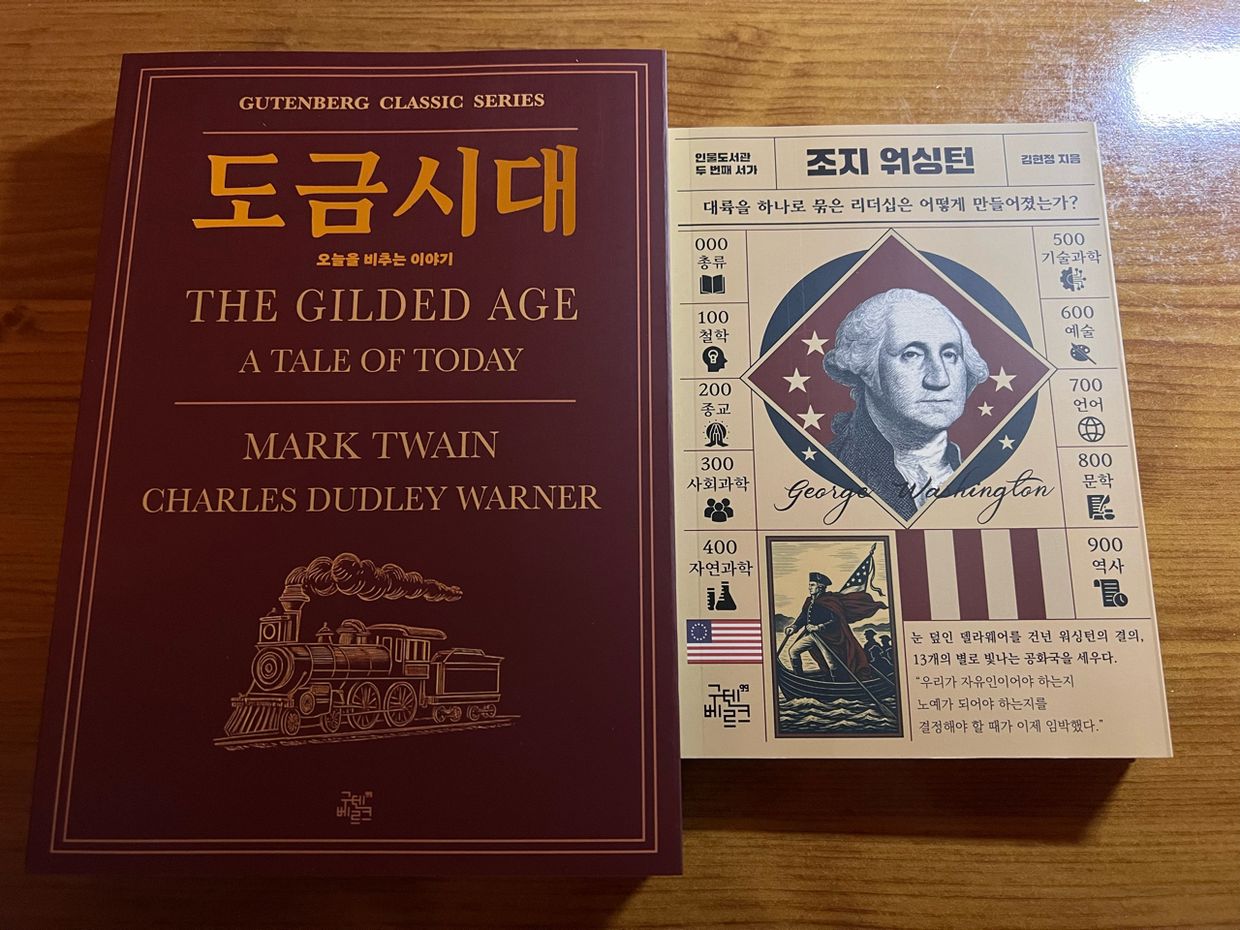 GUTENBERG CLASSIC SERIES
도금시대
오늘을 비추는 이야기
THE GILDED AGE
A TALE OF TODAY
MARK TWAIN
CHARLES DUDLEY WARNER
구텐99
베르크
인물도서관
두 번째 서가
조지 워싱턴
김현정 지음
대륙을 하나로 묶은 리더십은 어떻게 만들어졌는가?
000
총류
100
철학
200
종교
300
사회과학
400
자연과학
500
기술과학
600
예술
700
언어
800
문학
900
역사
George Washington
눈 덮인 델라웨어를 건넌 워싱턴의 결의,
13개의 별로 빛나는 공화국을 세우다.
“우리가 자유인이어야 하는지
노예가 되어야 하는지를
결정해야 할 때가 이제 임박했다.”
구텐99
베르크